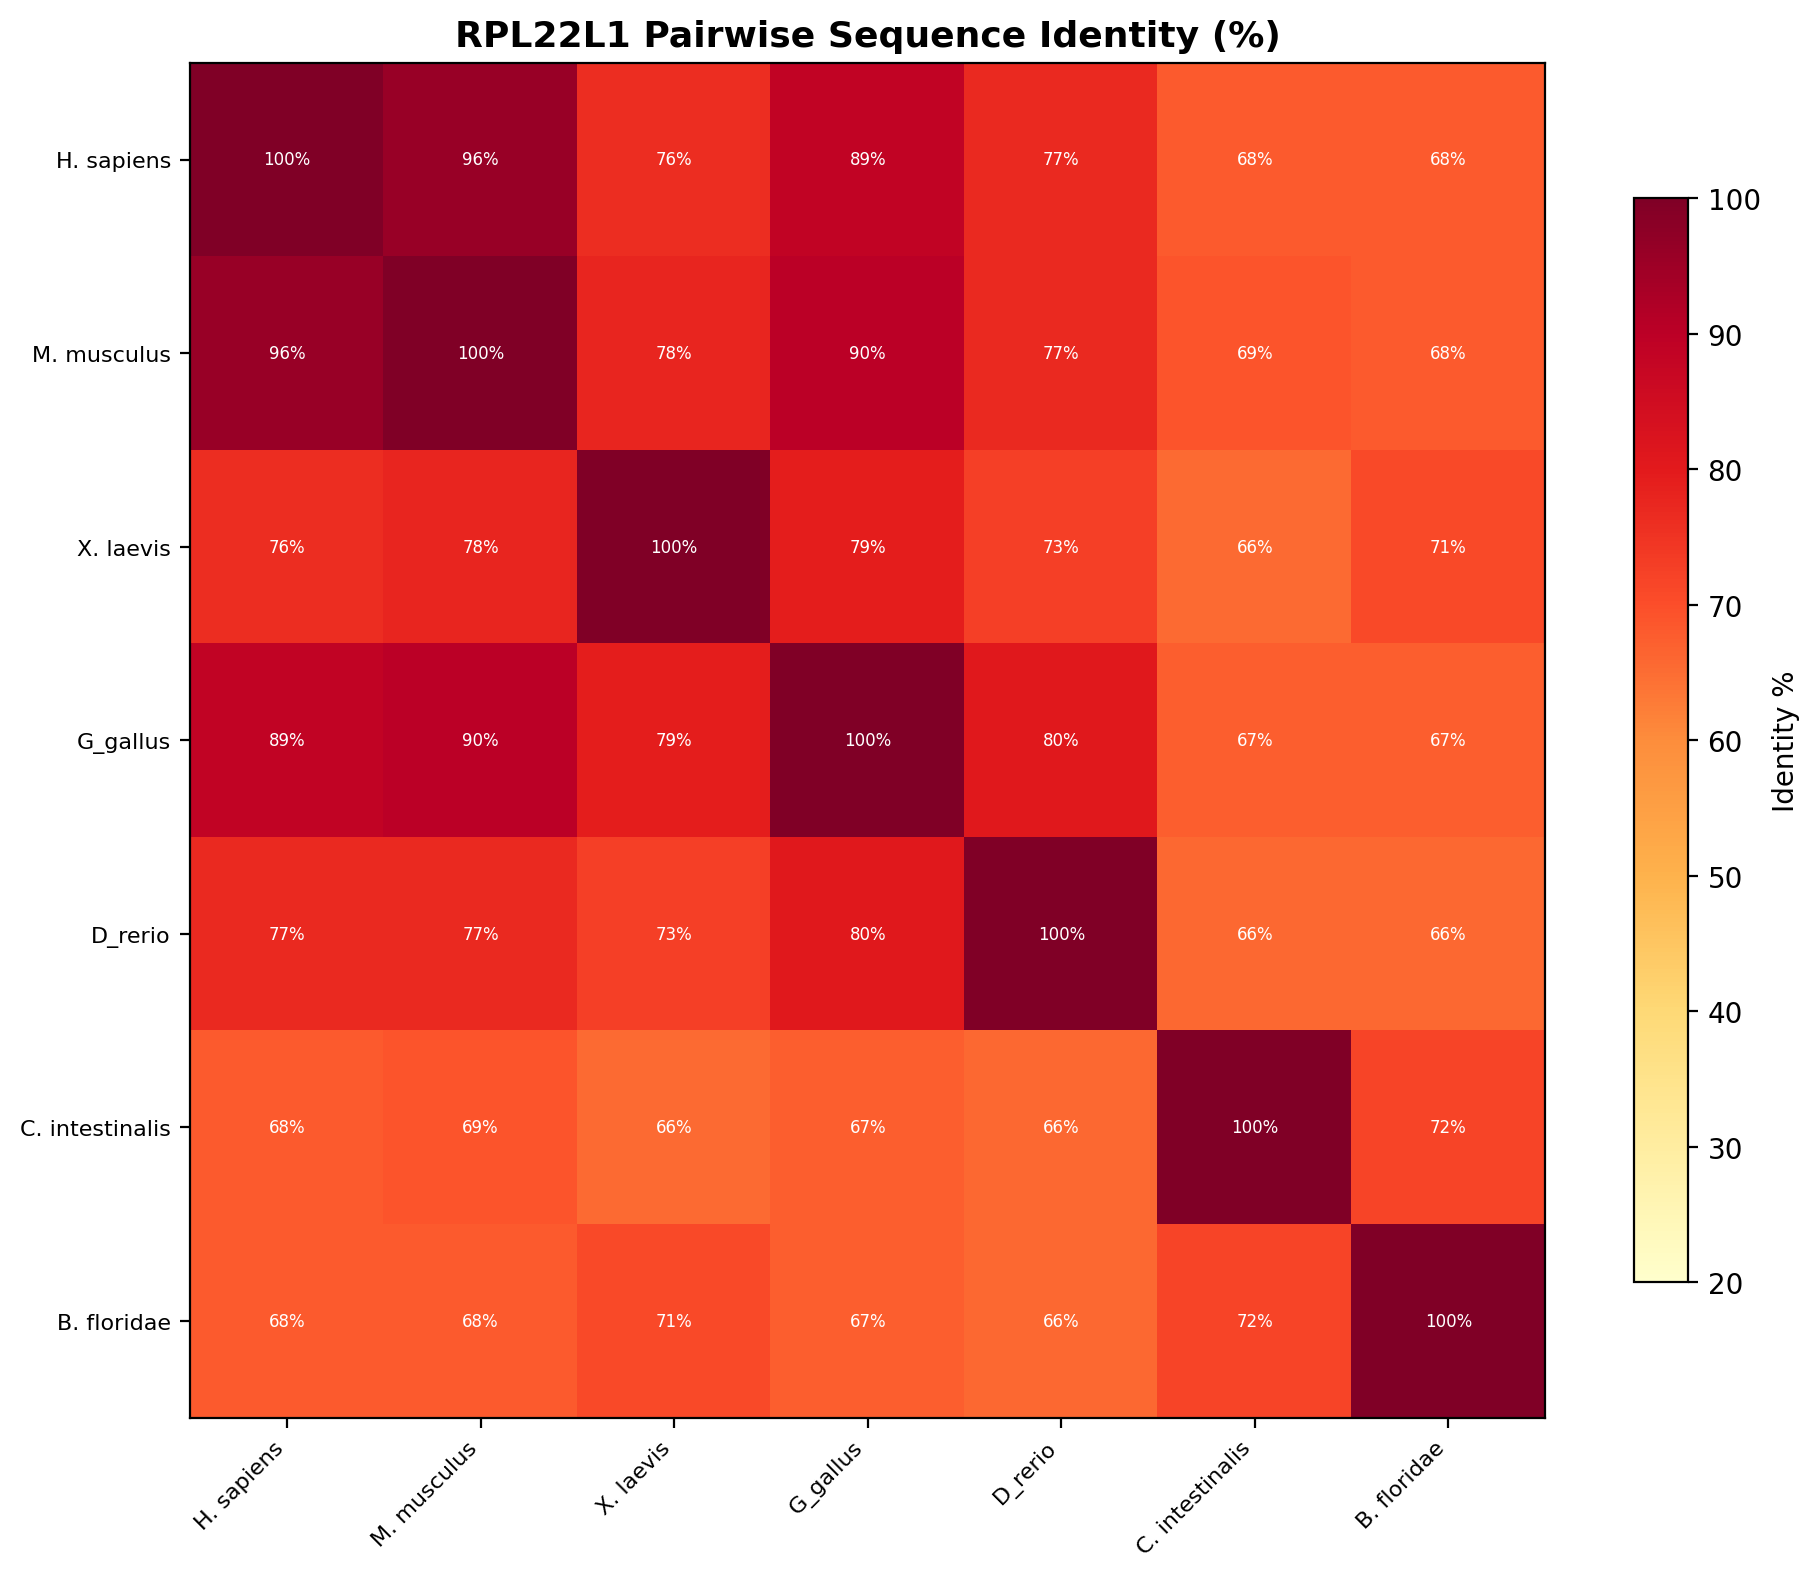 RPL22L1 Pairwise Sequence Identity (%)
H. sapiens 100% 96% 76% 89% 77% 68% 68%
M. musculus 96% 100% 78% 90% 77% 69% 68%
X. laevis 76% 78% 100% 79% 73% 66% 71%
G_gallus 89% 90% 79% 100% 80% 67% 67%
D_rerio 77% 77% 73% 80% 100% 66% 66%
C. intestinalis 68% 69% 66% 67% 66% 100% 72%
B. floridae 68% 68% 71% 67% 66% 72% 100%
H. sapiens M. musculus X. laevis G_gallus D_rerio C. intestinalis B. floridae
100
90
80
70
60
50
40
30
20
Identity %